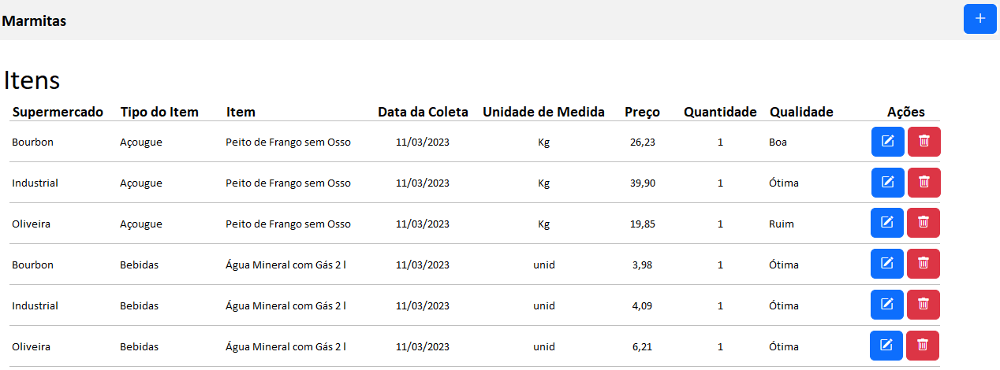 Marmitas
Itens
Supermercado Tipo do Item Item Data da Coleta Unidade de Medida Preço Quantidade Qualidade Ações
Bourbon Açougue Peito de Frango sem Osso 11/03/2023 Kg 26,23 1 Boa
Industrial Açougue Peito de Frango sem Osso 11/03/2023 Kg 39,90 1 Ótima
Oliveira Açougue Peito de Frango sem Osso 11/03/2023 Kg 19,85 1 Ruim
Bourbon Bebidas Água Mineral com Gás 2 l 11/03/2023 unid 3,98 1 Ótima
Industrial Bebidas Água Mineral com Gás 2 l 11/03/2023 unid 4,09 1 Ótima
Oliveira Bebidas Água Mineral com Gás 2 l 11/03/2023 unid 6,21 1 Ótima